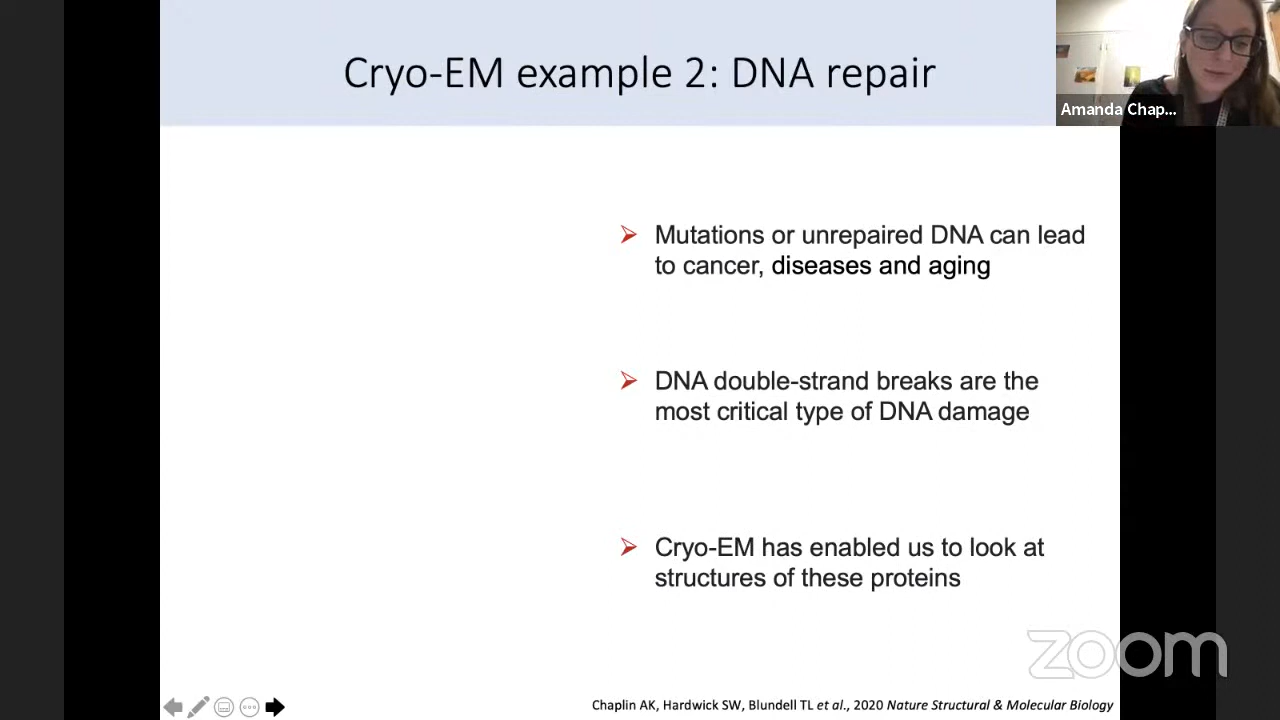 Cryo-EM example 2: DNA repair
Amanda Chap...
➢ Mutations or unrepaired DNA can lead
to cancer, diseases and aging
➢ DNA double-strand breaks are the
most critical type of DNA damage
➢ Cryo-EM has enabled us to look at
structures of these proteins
zoom
Chaplin AK, Hardwick SW, Blundell TL et al., 2020 Nature Structural & Molecular Biology